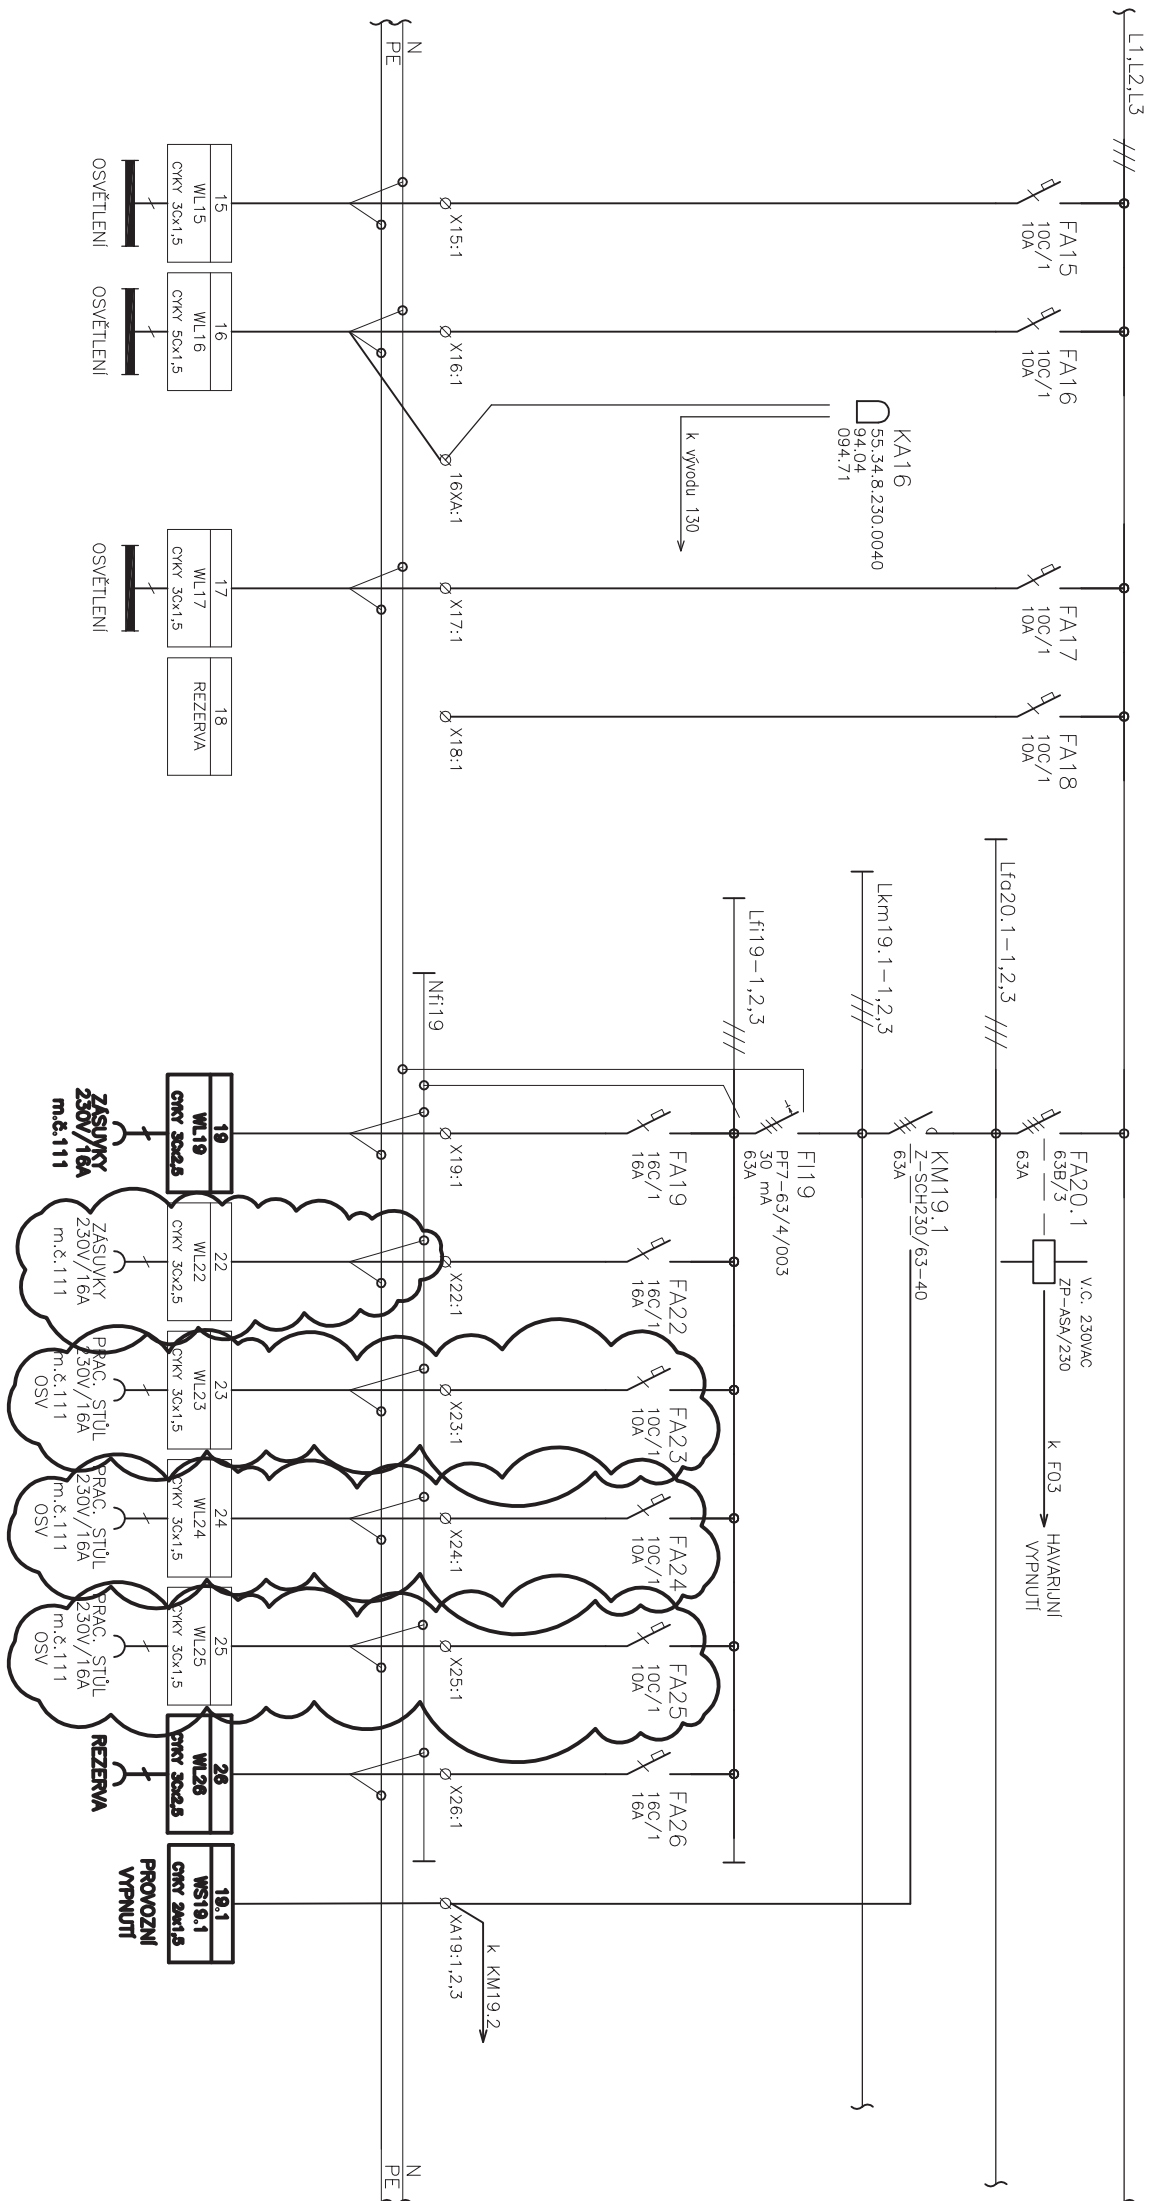 L1,L2,L3
FA15
10C/1
10A
FA16
10C/1
10A
KA16
55.34.8.230.0040
94.04
094.71
k vývodu 130
FA17
10C/1
10A
FA18
10C/1
10A
FA20.1
63B/3
63A
V.C. 230VAC
ZP-ASA/230
k F03
HAVARIJNÍ
VYPNUTÍ
Lfa20.1-1,2,3
KM19.1
Z-SCH230/63-40
63A
Lkm19.1-1,2,3
FI19
PF7-63/4/003
30 mA
63A
Lfi19-1,2,3
FA19
16C/1
16A
FA22
16C/1
16A
FA23
10C/1
10A
FA24
10C/1
10A
FA25
10C/1
10A
FA26
16C/1
16A
k KM19.2
Nfi19
X15:1
X16:1
16XA:1
X17:1
X18:1
X19:1
X22:1
X23:1
X24:1
X25:1
X26:1
XA19:1,2,3
N
PE
N
PE
15
WL15
CYKY 3Cx1,5
OSVĚTLENÍ
16
WL16
CYKY 5Cx1,5
OSVĚTLENÍ
17
WL17
CYKY 3Cx1,5
OSVĚTLENÍ
18
REZERVA
19
WL19
CYKY 3Cx2,5
ZÁSUVKY
230V/16A
m.č.111
22
WL22
CYKY 3Cx2,5
ZÁSUVKY
230V/16A
m.č.111
23
WL23
CYKY 3Cx1,5
PRAC. STŮL
230V/16A
m.č.111
OSV
24
WL24
CYKY 3Cx1,5
PRAC. STŮL
230V/16A
m.č.111
OSV
25
WL25
CYKY 3Cx1,5
PRAC. STŮL
230V/16A
m.č.111
OSV
26
WL26
CYKY 3Cx2,5
REZERVA
19.1
WS19.1
CYKY 2Ax1,5
PROVOZNÍ
VYPNUTÍ